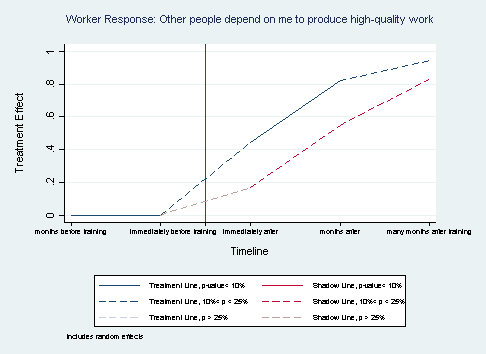 Worker Response: Other people depend on me to produce high-quality work
Treatment Effect
1
.8
.6
.4
.2
0
months before training immediately before training immediately after months after many months after training
Timeline
Treatment Line, p-value< 10% Shadow Line, p-value< 10%
Treatment Line, 10%< p < 25% Shadow Line, 10%< p < 25%
Treatment Line, p > 25% Shadow Line, p > 25%
includes random effects